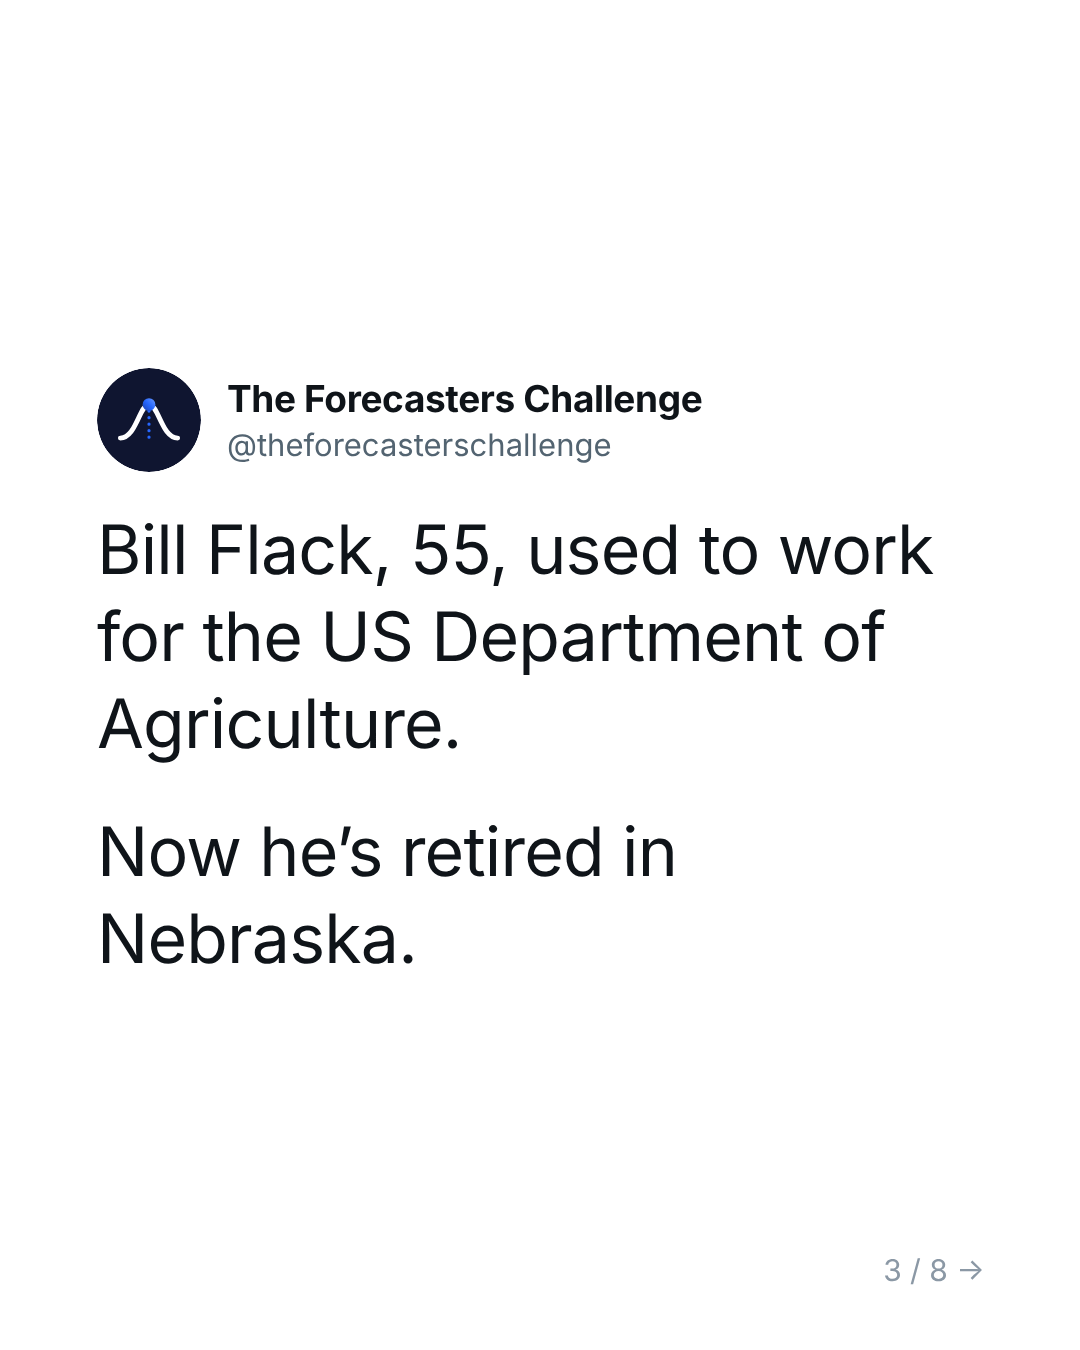 The Forecasters Challenge
@theforecasterschallenge
Bill Flack, 55, used to work
for the US Department of
Agriculture.
Now he’s retired in
Nebraska.
3 / 8 →